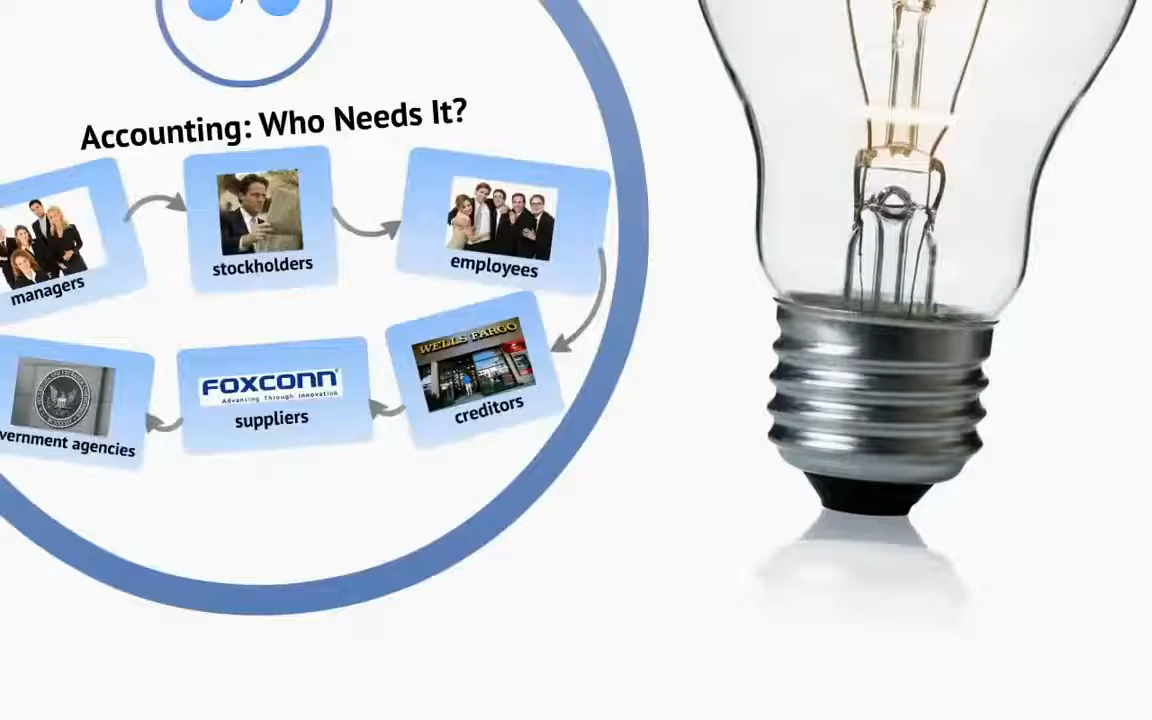 Accounting: Who Needs It?
managers
stockholders
employees
WELLS FARGO
creditors
FOXCONN
Advancing Through Innovation
suppliers
vernment agencies